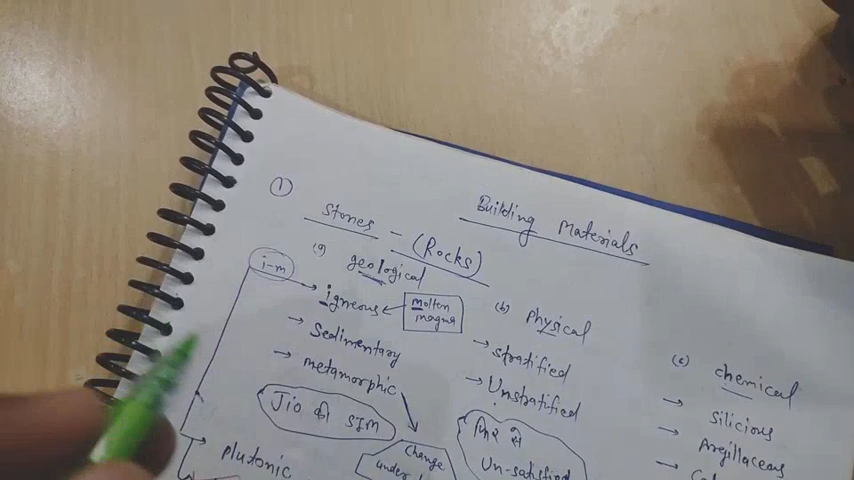 Building Materials
①
Stones - (Rocks)
(a) geological
i-m
→ igneous ← molten magma
→ Sedimentary
→ metamorphic
Jio की SIM
Change
under
→ plutonic
(b) Physical
→ stratified
→ Unstratified
Un-satisfied
(c) chemical
→ Silicious
→ Argillaceous
→